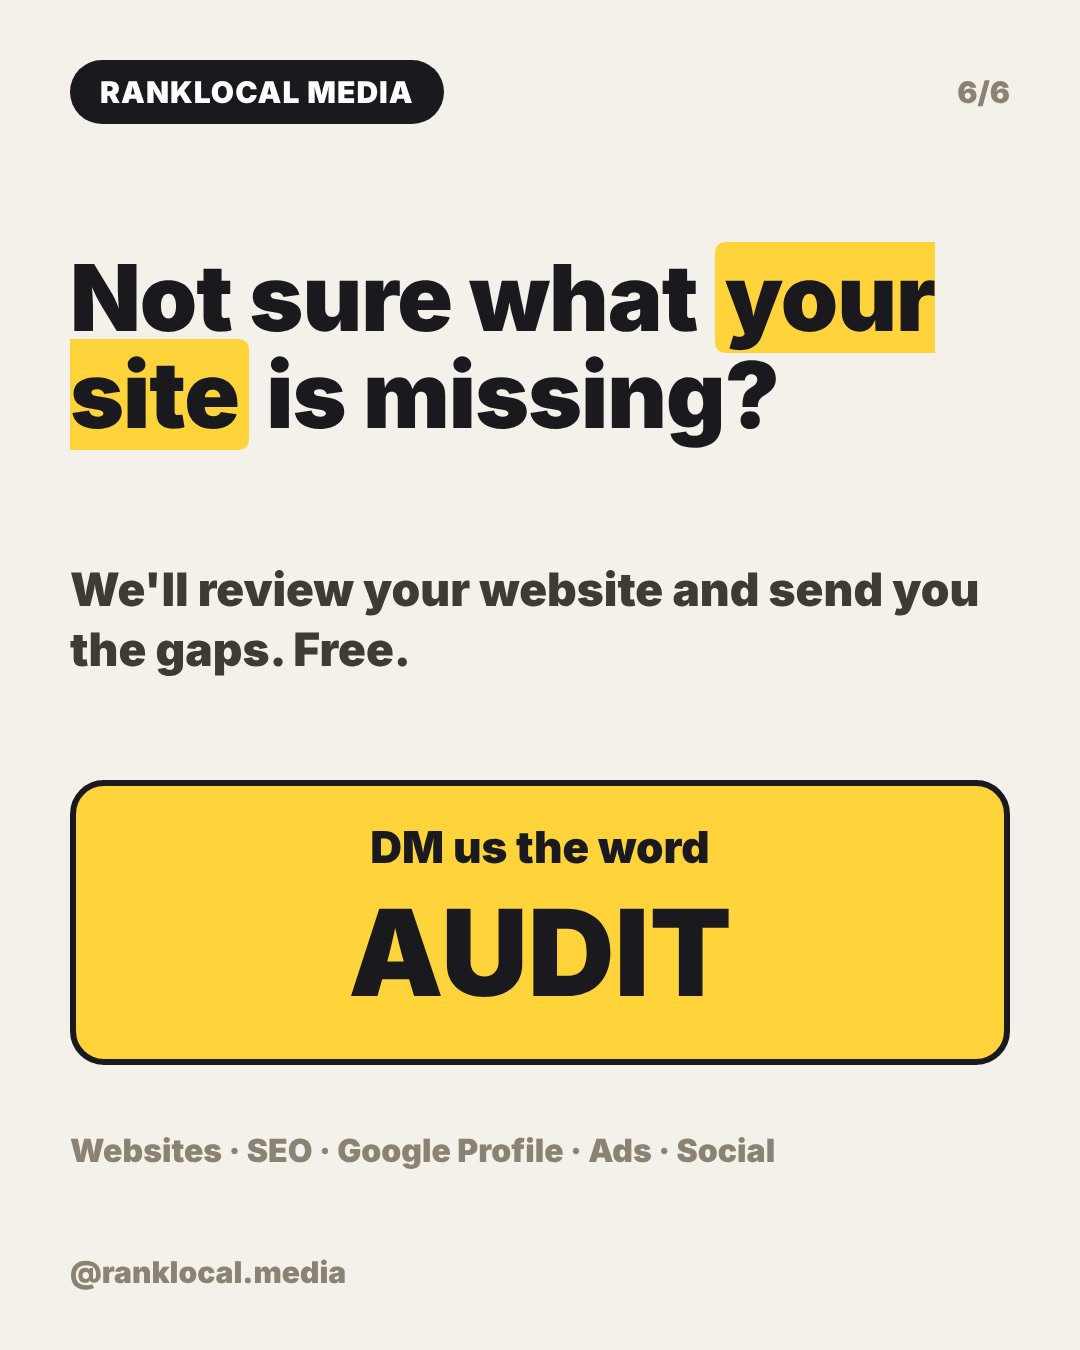 RANKLOCAL MEDIA
6/6
Not sure what your
site is missing?
We'll review your website and send you
the gaps. Free.
DM us the word
AUDIT
Websites · SEO · Google Profile · Ads · Social
@ranklocal.media